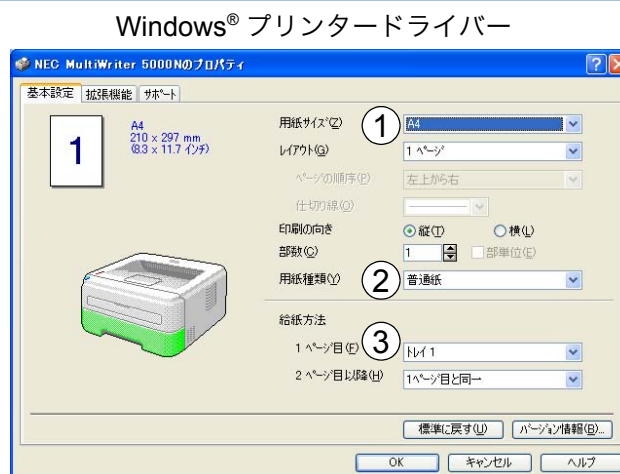 Windows® プリンタードライバー
NEC MultiWriter 5000Nのプロパティ
基本設定 拡張機能 サポート
1
A4
210 x 297 mm
(8.3 x 11.7 インチ)
用紙サイズ(Z) ① A4
レイアウト(G) 1 ページ
ページの順序(P) 左上から右
仕切り線(O)
印刷の向き 縦(T) 横(L)
部数(C) 1 部単位(E)
用紙種類(Y) ② 普通紙
給紙方法
1 ページ目(F) ③ トレイ 1
2 ページ目以降(H) 1ページ目と同一
標準に戻す(U) バージョン情報(B)...
OK キャンセル ヘルプ